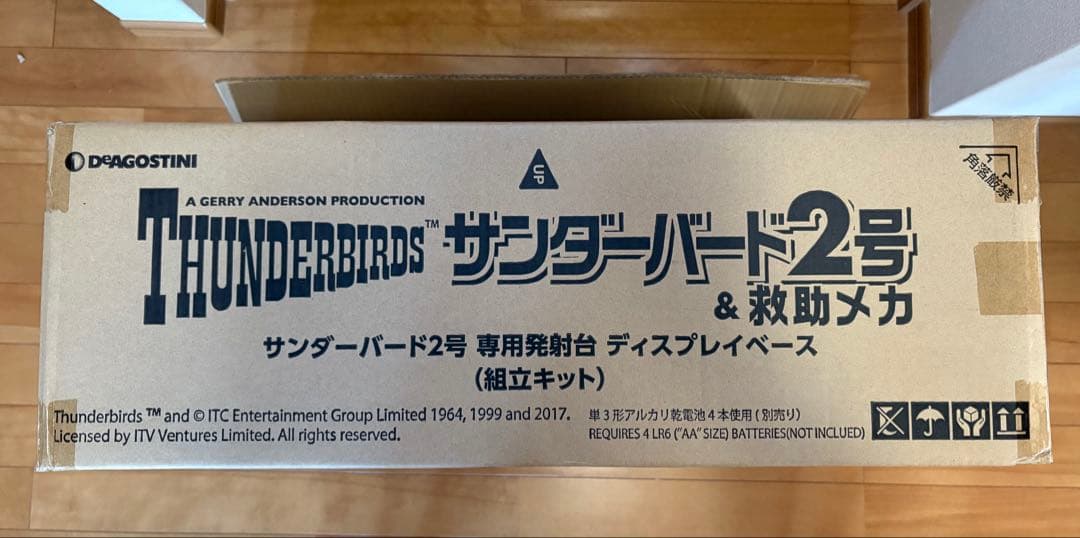 DeAGOSTINI
UP
角落厳禁
A GERRY ANDERSON PRODUCTION
THUNDERBIRDS™ サンダーバード2号
& 救助メカ
サンダーバード2号 専用発射台 ディスプレイベース
(組立キット)
Thunderbirds ™ and © ITC Entertainment Group Limited 1964, 1999 and 2017.
Licensed by ITV Ventures Limited. All rights reserved.
単3形アルカリ乾電池4本使用(別売り)
REQUIRES 4 LR6 ("AA" SIZE) BATTERIES(NOT INCLUDED)